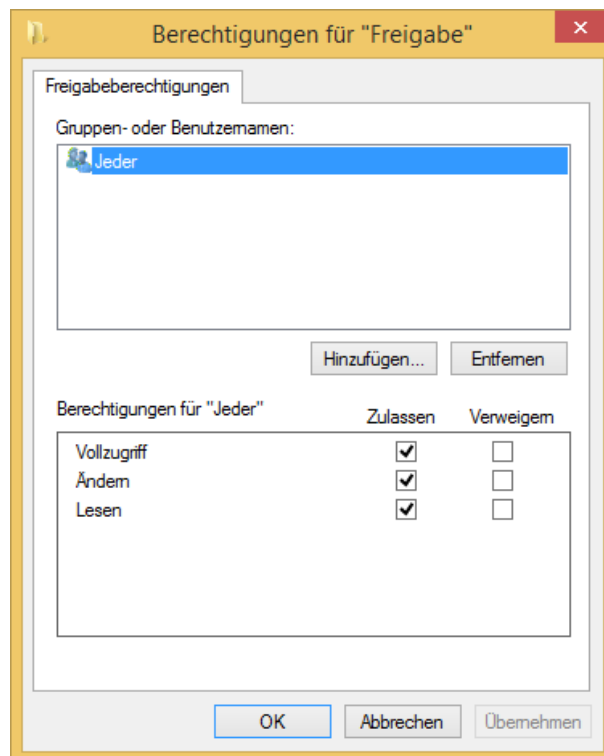 Berechtigungen für "Freigabe"
Freigabeberechtigungen
Gruppen- oder Benutzernamen:
Jeder
Hinzufügen... Entfernen
Berechtigungen für "Jeder" Zulassen Verweigern
Vollzugriff
Ändern
Lesen
OK Abbrechen Übernehmen